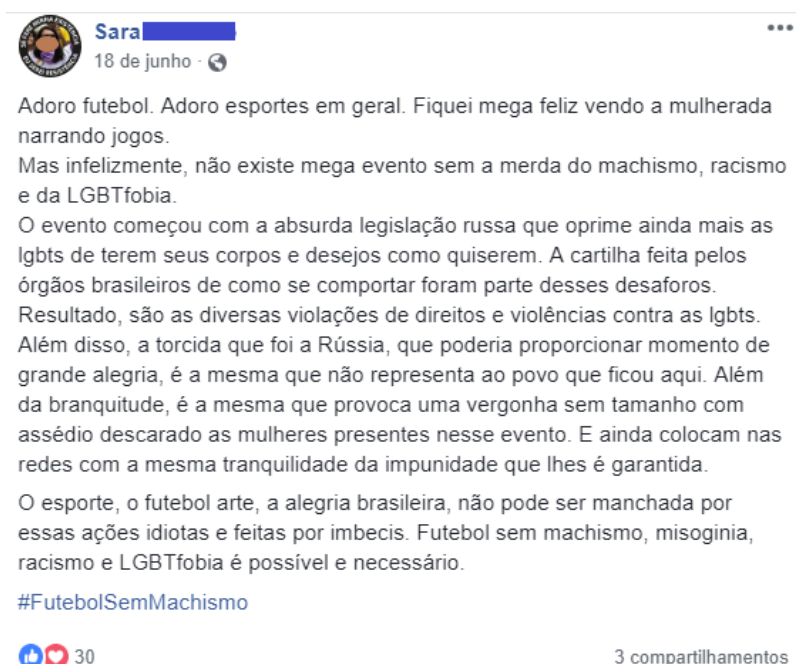 Sara
18 de junho ·
Adoro futebol. Adoro esportes em geral. Fiquei mega feliz vendo a mulherada
narrando jogos.
Mas infelizmente, não existe mega evento sem a merda do machismo, racismo
e da LGBTfobia.
O evento começou com a absurda legislação russa que oprime ainda mais as
lgbts de terem seus corpos e desejos como quiserem. A cartilha feita pelos
órgãos brasileiros de como se comportar foram parte desses desaforos.
Resultado, são as diversas violações de direitos e violências contra as lgbts.
Além disso, a torcida que foi a Rússia, que poderia proporcionar momento de
grande alegria, é a mesma que não representa ao povo que ficou aqui. Além
da branquitude, é a mesma que provoca uma vergonha sem tamanho com
assédio descarado as mulheres presentes nesse evento. E ainda colocam nas
redes com a mesma tranquilidade da impunidade que lhes é garantida.
O esporte, o futebol arte, a alegria brasileira, não pode ser manchada por
essas ações idiotas e feitas por imbecis. Futebol sem machismo, misoginia,
racismo e LGBTfobia é possível e necessário.
#FutebolSemMachismo
30
3 compartilhamentos